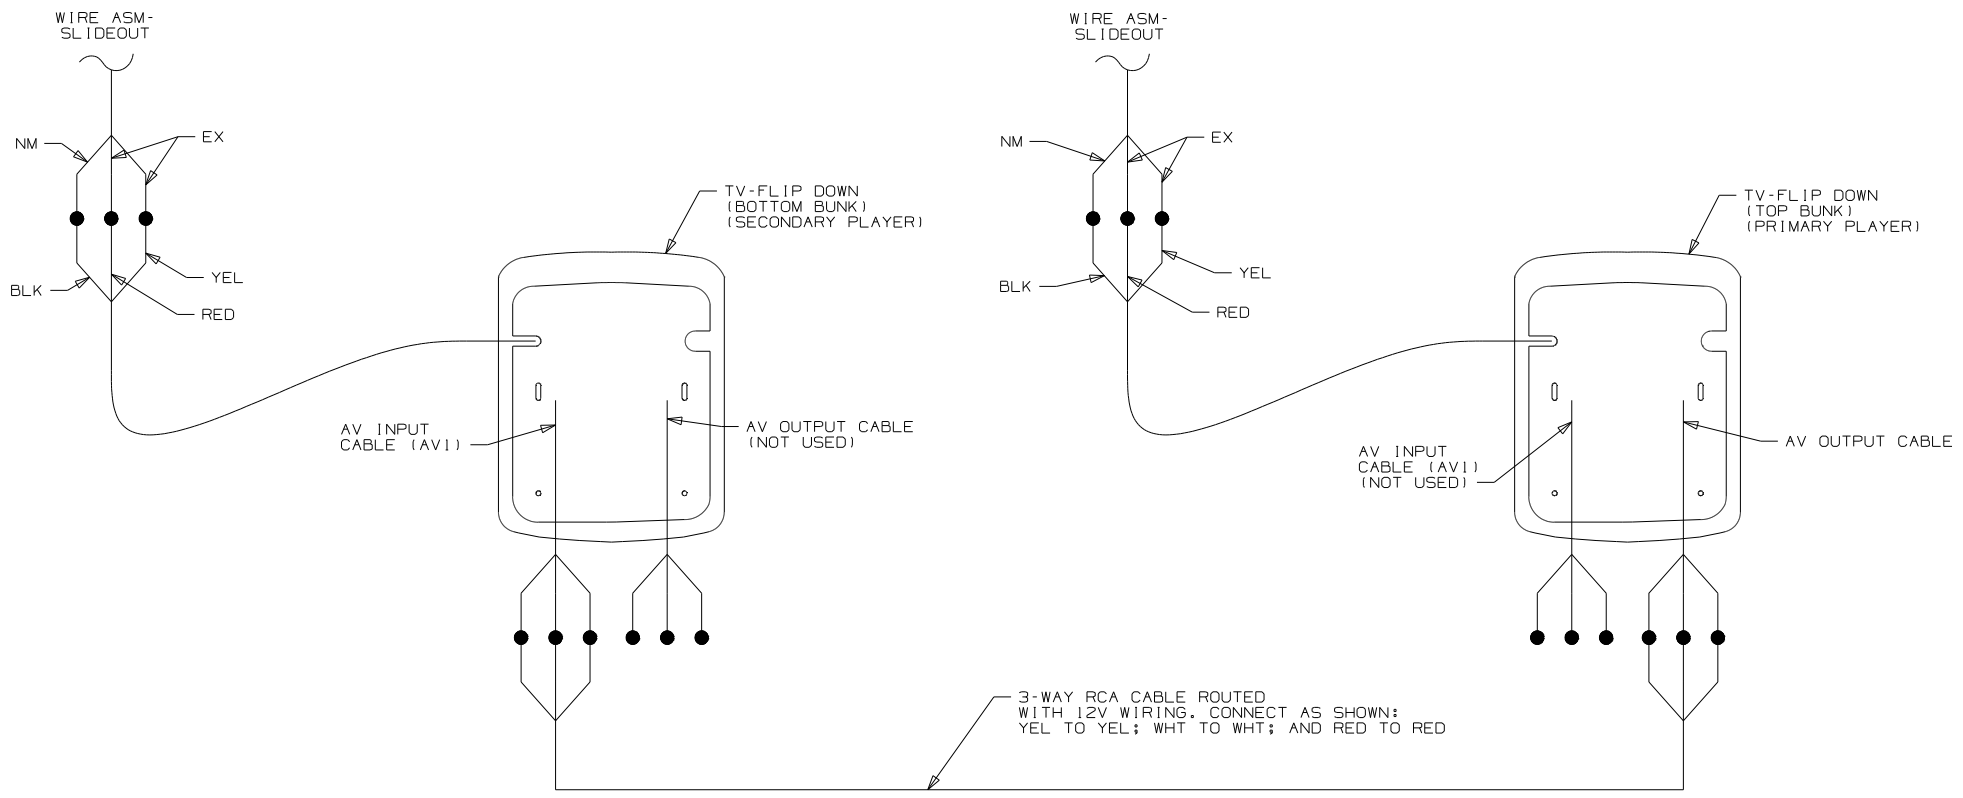 WIRE ASM-
SLIDEOUT
NM
EX
BLK
YEL
RED
TV-FLIP DOWN
(BOTTOM BUNK)
(SECONDARY PLAYER)
AV INPUT
CABLE (AV1)
AV OUTPUT CABLE
(NOT USED)
WIRE ASM-
SLIDEOUT
NM
EX
BLK
YEL
RED
TV-FLIP DOWN
(TOP BUNK)
(PRIMARY PLAYER)
AV INPUT
CABLE (AV1)
(NOT USED)
AV OUTPUT CABLE
3-WAY RCA CABLE ROUTED
WITH 12V WIRING. CONNECT AS SHOWN:
YEL TO YEL; WHT TO WHT; AND RED TO RED